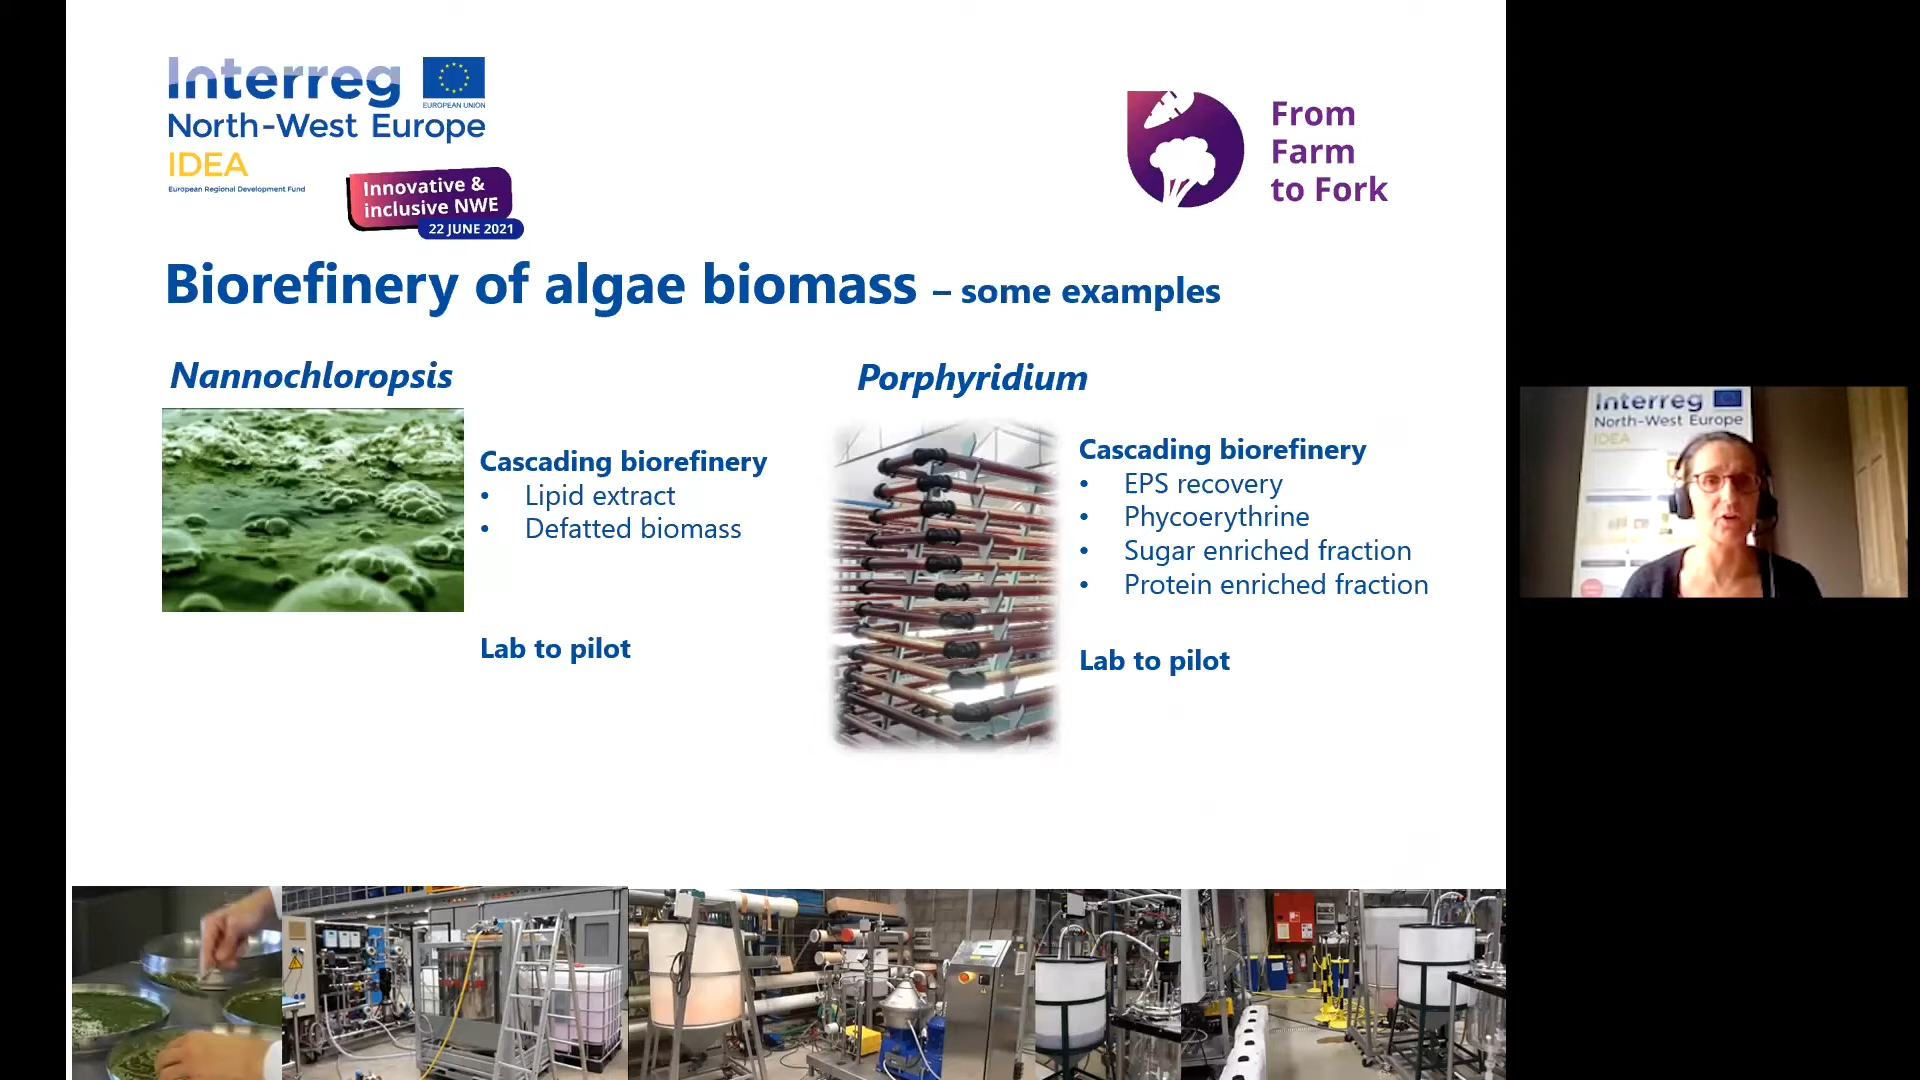 Interreg
EUROPEAN UNION
North-West Europe
IDEA
European Regional Development Fund
Innovative &
inclusive NWE
22 JUNE 2021
From
Farm
to Fork
Biorefinery of algae biomass – some examples
Nannochloropsis
Cascading biorefinery
• Lipid extract
• Defatted biomass
Lab to pilot
Porphyridium
Cascading biorefinery
• EPS recovery
• Phycoerythrine
• Sugar enriched fraction
• Protein enriched fraction
Lab to pilot
Interreg
North-West Europe
IDEA